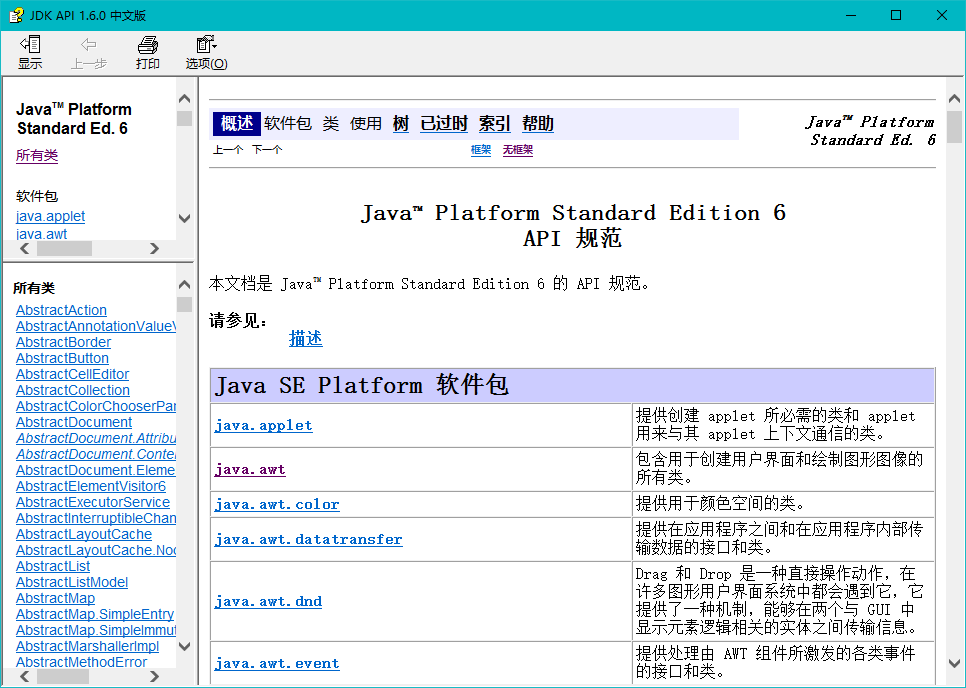 JDK API 1.6.0 中文版
显示 上一步 打印 选项(O)
Java™ Platform
Standard Ed. 6
所有类
软件包
java.applet
java.awt
所有类
AbstractAction
AbstractAnnotationValueV
AbstractBorder
AbstractButton
AbstractCellEditor
AbstractCollection
AbstractColorChooserPar
AbstractDocument
AbstractDocument.Attribu
AbstractDocument.Conte
AbstractDocument.Eleme
AbstractElementVisitor6
AbstractExecutorService
AbstractInterruptibleChan
AbstractLayoutCache
AbstractLayoutCache.Noc
AbstractList
AbstractListModel
AbstractMap
AbstractMap.SimpleEntry
AbstractMap.SimpleImmut
AbstractMarshallerImpl
AbstractMethodError
概述 软件包 类 使用 树 已过时 索引 帮助
Java™ Platform
Standard Ed. 6
上一个 下一个 框架 无框架
Java™ Platform Standard Edition 6
API 规范
本文档是 Java™ Platform Standard Edition 6 的 API 规范。
请参见：
描述
Java SE Platform 软件包
java.applet
提供创建 applet 所必需的类和 applet
用来与其 applet 上下文通信的类。
java.awt
包含用于创建用户界面和绘制图形图像的
所有类。
java.awt.color
提供用于颜色空间的类。
java.awt.datatransfer
提供在应用程序之间和在应用程序内部传
输数据的接口和类。
java.awt.dnd
Drag 和 Drop 是一种直接操作动作，在
许多图形用户界面系统中都会遇到它，它
提供了一种机制，能够在两个与 GUI 中
显示元素逻辑相关的实体之间传输信息。
java.awt.event
提供处理由 AWT 组件所激发的各类事件
的接口和类。